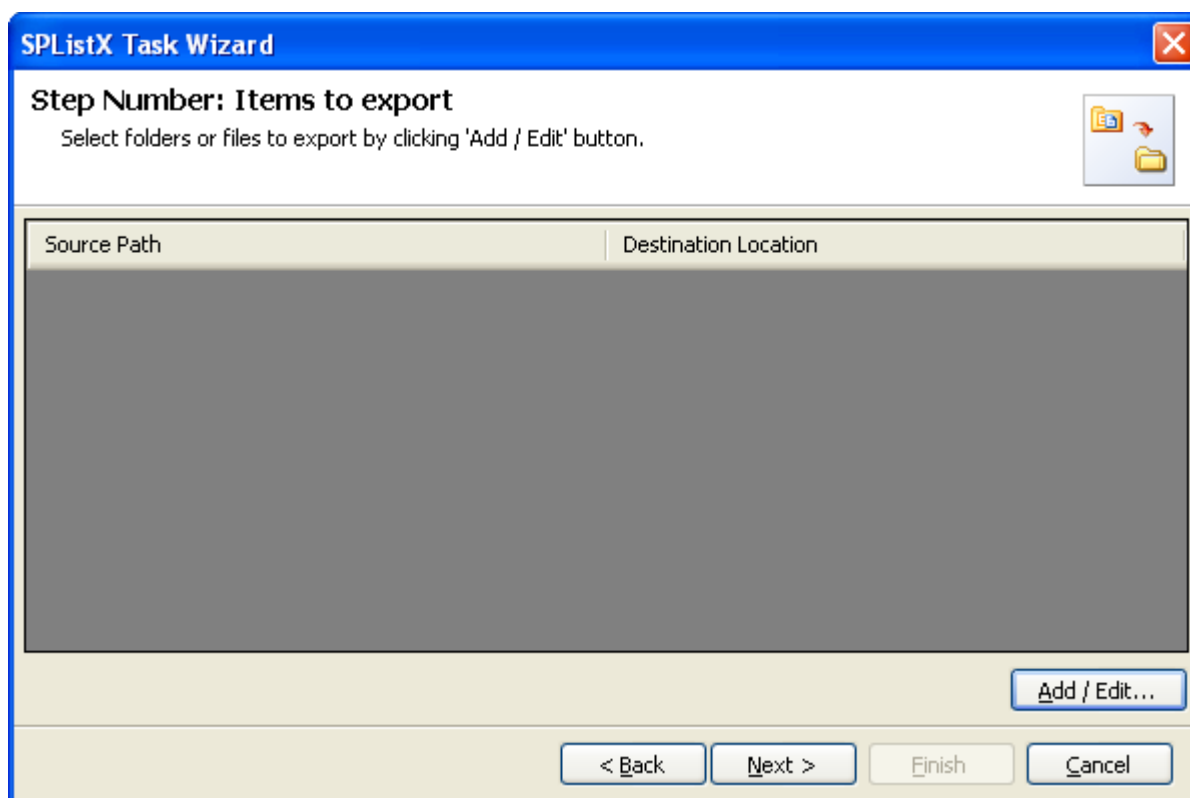 SPListX Task Wizard
Step Number: Items to export
Select folders or files to export by clicking 'Add / Edit' button.
Source Path Destination Location
Add / Edit...
< Back Next > Finish Cancel